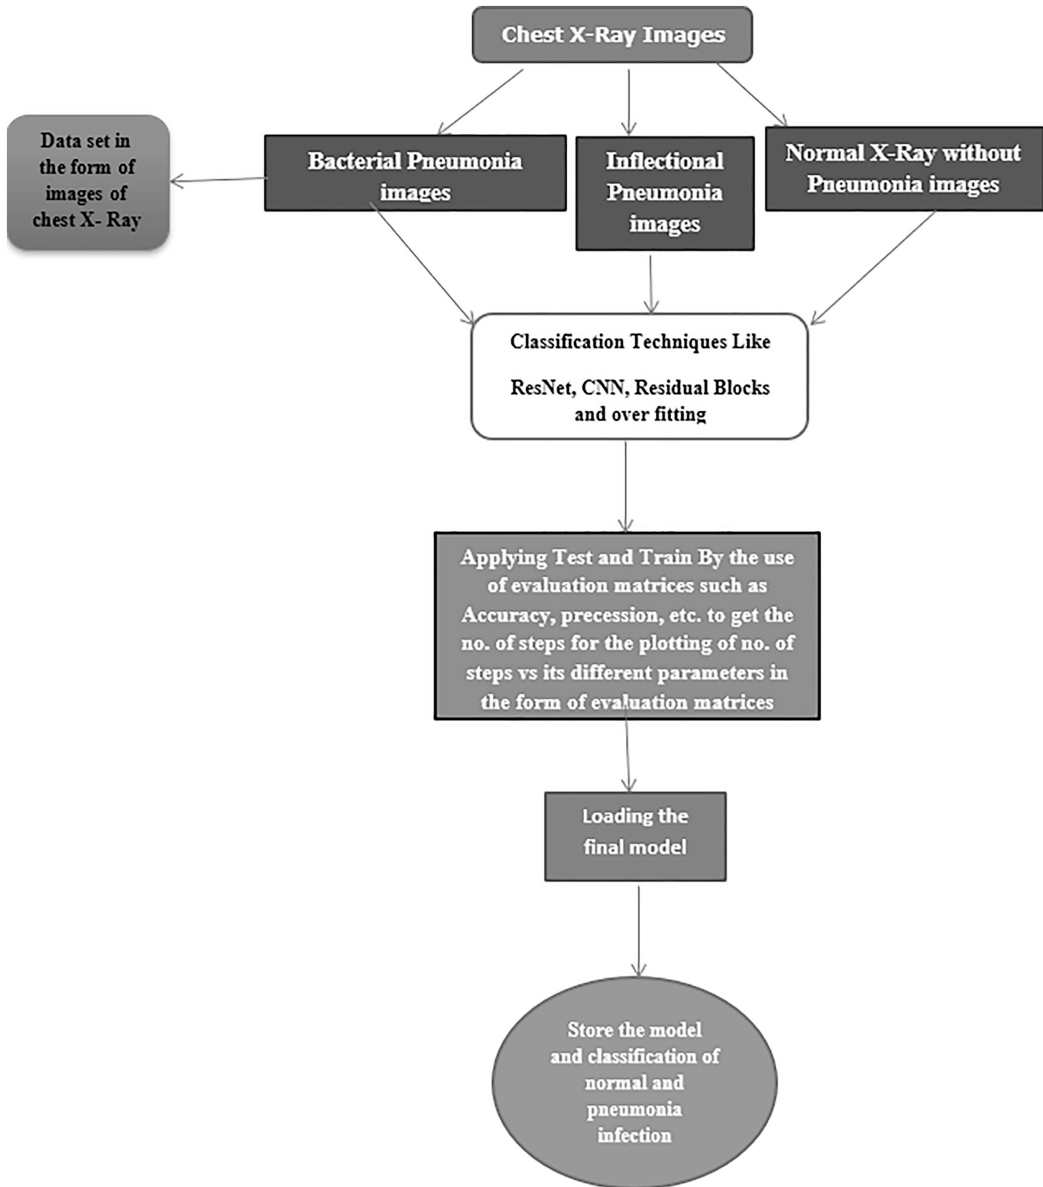 Chest X-Ray Images
Data set in
the form of
images of
chest X- Ray
Bacterial Pneumonia
images
Inflectional
Pneumonia
images
Normal X-Ray without
Pneumonia images
Classification Techniques Like
ResNet, CNN, Residual Blocks
and over fitting
Applying Test and Train By the use
of evaluation matrices such as
Accuracy, precession, etc. to get the
no. of steps for the plotting of no. of
steps vs its different parameters in
the form of evaluation matrices
Loading the
final model
Store the model
and classification of
normal and
pneumonia
infection